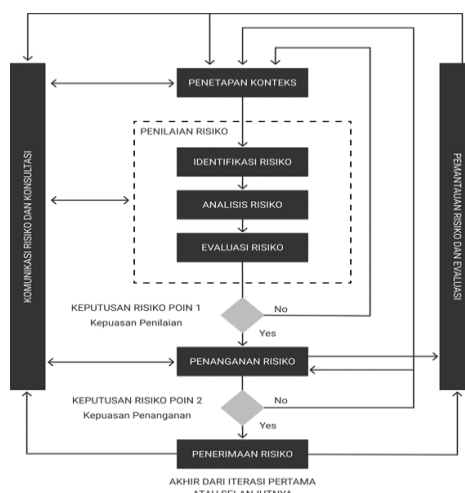 PENETAPAN KONTEKS
PENILAIAN RISIKO
IDENTIFIKASI RISIKO
ANALISIS RISIKO
EVALUASI RISIKO
KOMUNIKASI RISIKO DAN KONSULTASI
PEMANTAUAN RISIKO DAN EVALUASI
KEPUTUSAN RISIKO POIN 1
Kepuasan Penilaian
No
Yes
PENANGANAN RISIKO
KEPUTUSAN RISIKO POIN 2
Kepuasan Penanganan
No
Yes
PENERIMAAN RISIKO
AKHIR DARI ITERASI PERTAMA
ATAU SELANJUTNYA